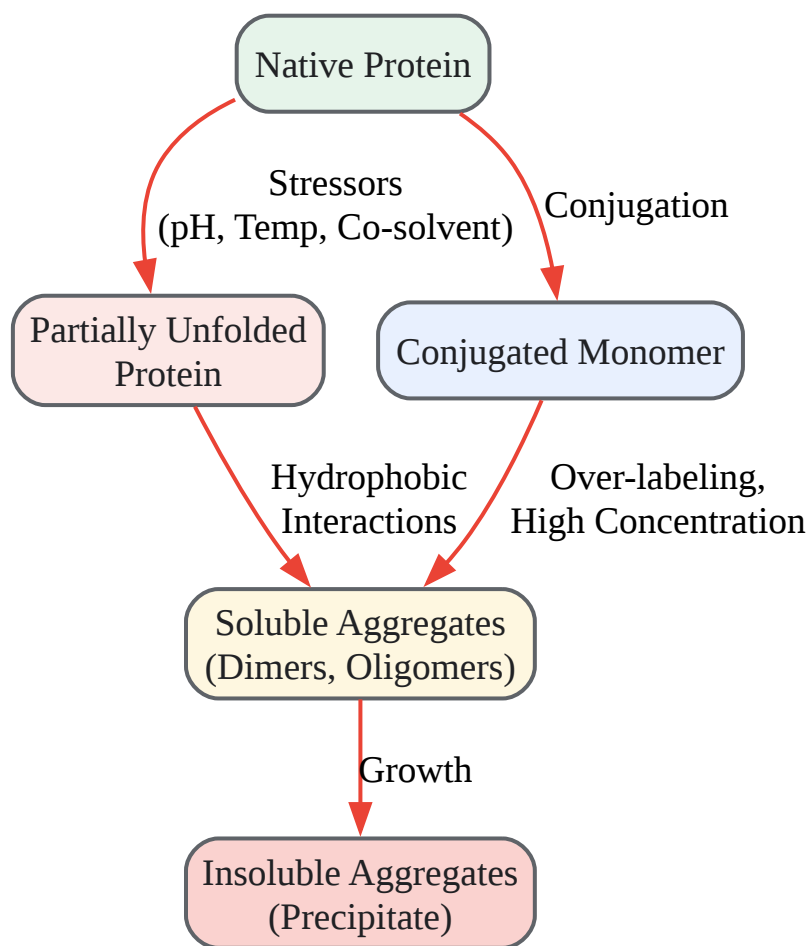 Native Protein
Stressors
(pH, Temp, Co-solvent)
Conjugation
Partially Unfolded
Protein
Conjugated Monomer
Hydrophobic
Interactions
Over-labeling,
High Concentration
Soluble Aggregates
(Dimers, Oligomers)
Growth
Insoluble Aggregates
(Precipitate)